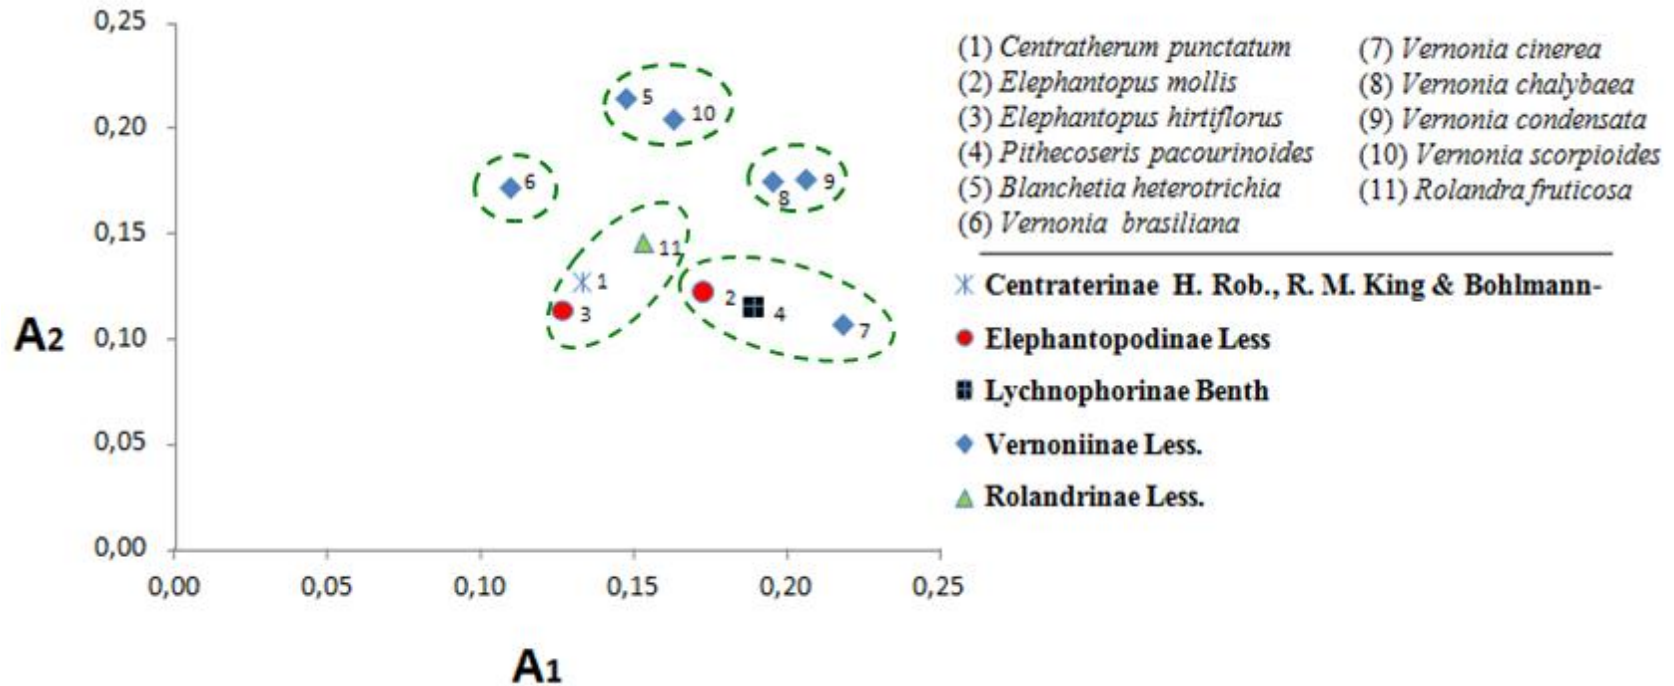 0,25
0,20
0,15
0,10
0,05
0,00
A2
0,00 0,05 0,10 0,15 0,20 0,25
A1
5
10
6
8
9
11
1
3
2
4
7
(1) Centratherum punctatum
(2) Elephantopus mollis
(3) Elephantopus hirtiflorus
(4) Pithecoseris pacourinoides
(5) Blanchetia heterotrichia
(6) Vernonia brasiliana
(7) Vernonia cinerea
(8) Vernonia chalybaea
(9) Vernonia condensata
(10) Vernonia scorpioides
(11) Rolandra fruticosa
Centraterinae H. Rob., R. M. King & Bohlmann-
Elephantopodinae Less
Lychnophorinae Benth
Vernoniinae Less.
Rolandrinae Less.